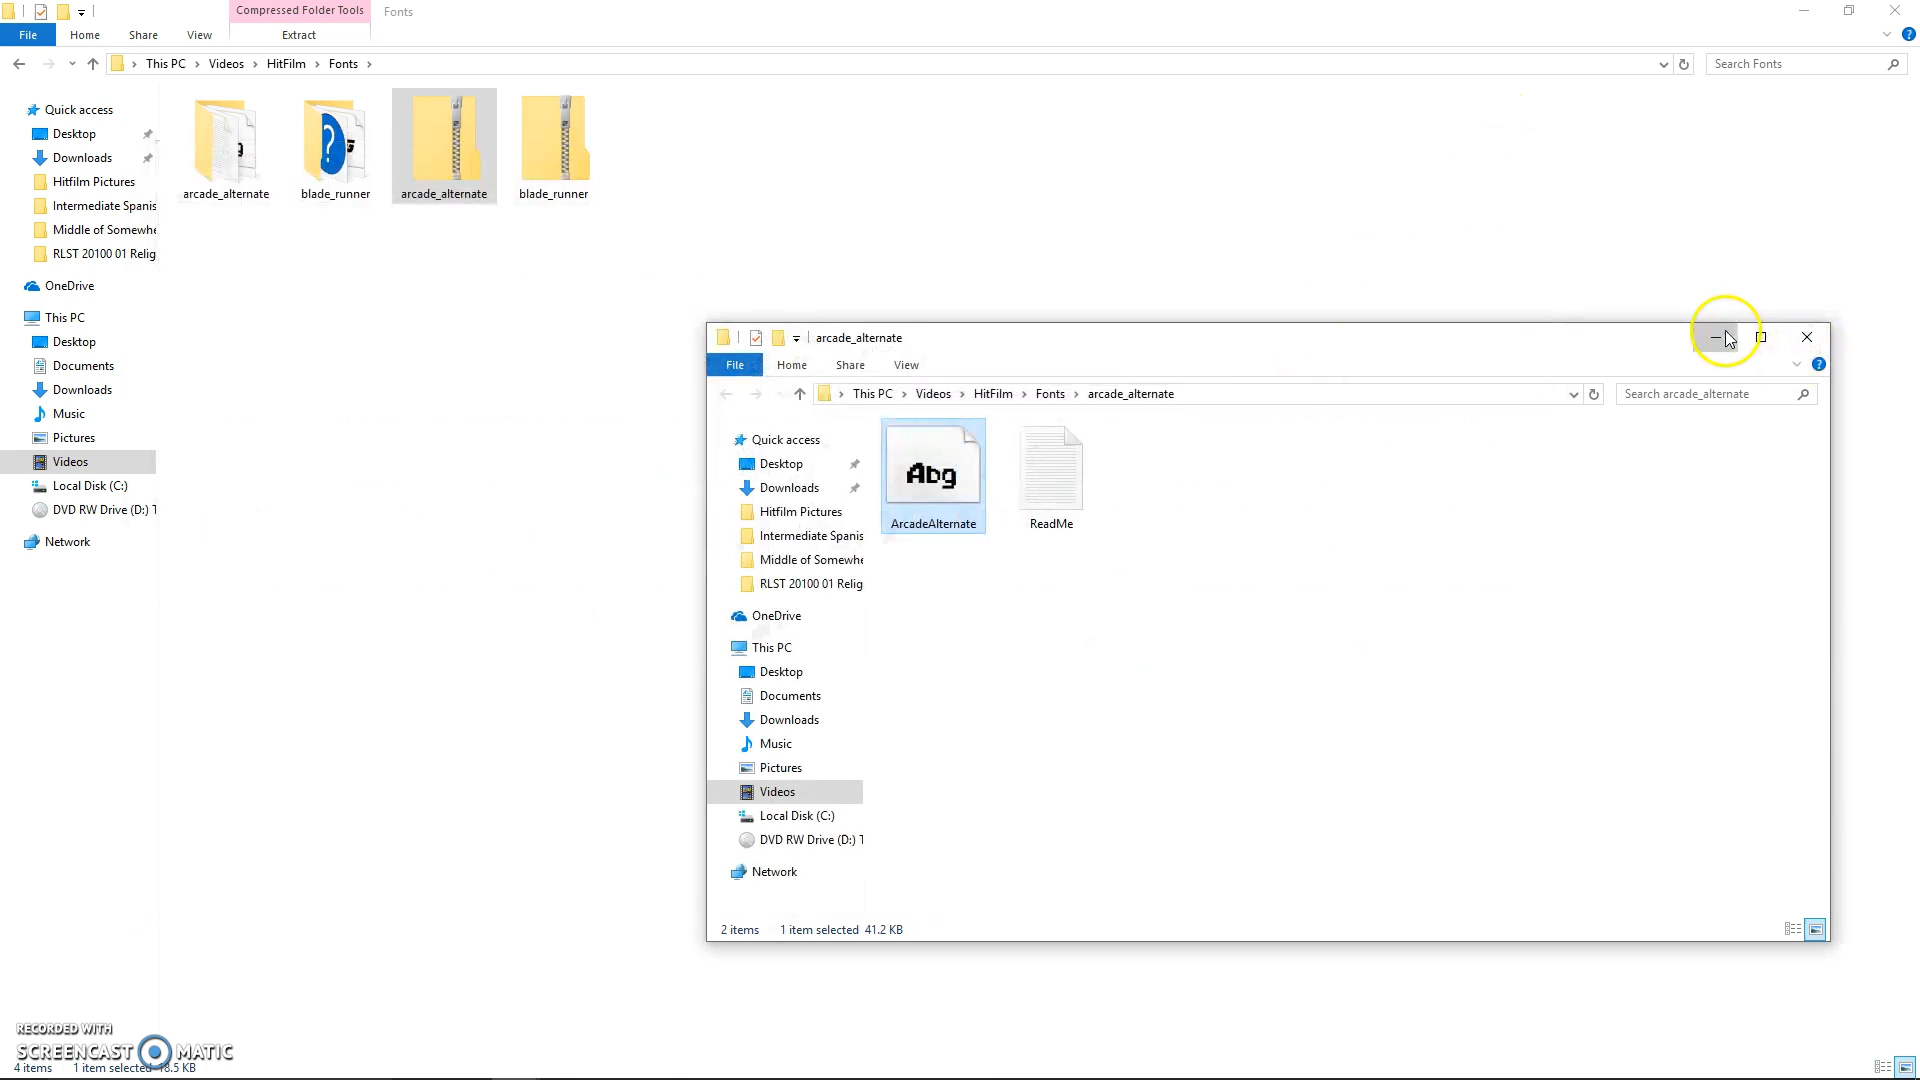 Compressed Folder Tools
Fonts
File
Home
Share
View
Extract
This PC
Videos
HitFilm
Fonts
Search Fonts
Quick access
Desktop
Downloads
Hitfilm Pictures
Intermediate Spanis
Middle of Somewhe
RLST 20100 01 Relig
OneDrive
This PC
Desktop
Documents
Downloads
Music
Pictures
Videos
Local Disk (C:)
DVD RW Drive (D:) T
Network
arcade_alternate
blade_runner
arcade_alternate
blade_runner
arcade_alternate
File
Home
Share
View
This PC
Videos
HitFilm
Fonts
arcade_alternate
Search arcade_alternate
Quick access
Desktop
Downloads
Hitfilm Pictures
Intermediate Spanis
Middle of Somewhe
RLST 20100 01 Relig
OneDrive
This PC
Desktop
Documents
Downloads
Music
Pictures
Videos
Local Disk (C:)
DVD RW Drive (D:) T
Network
Abg
ArcadeAlternate
ReadMe
2 items
1 item selected 41.2 KB
RECORDED WITH
SCREENCAST MATIC
4 items
1 item selected